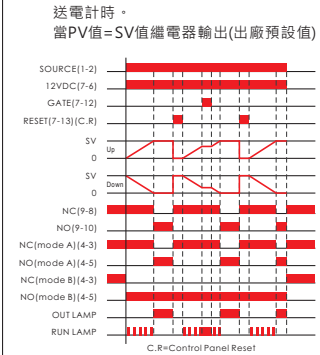 送電計時。
當PV值=SV值繼電器輸出(出廠預設值)
SOURCE(1-2)
12VDC(7-6)
GATE(7-12)
RESET(7-13)(C.R)
SV
Up
0
SV
Down
0
NC(9-8)
NO(9-10)
NC(mode A)(4-3)
NO(mode A)(4-5)
NC(mode B)(4-3)
NO(mode B)(4-5)
OUT LAMP
RUN LAMP
C.R=Control Panel Reset